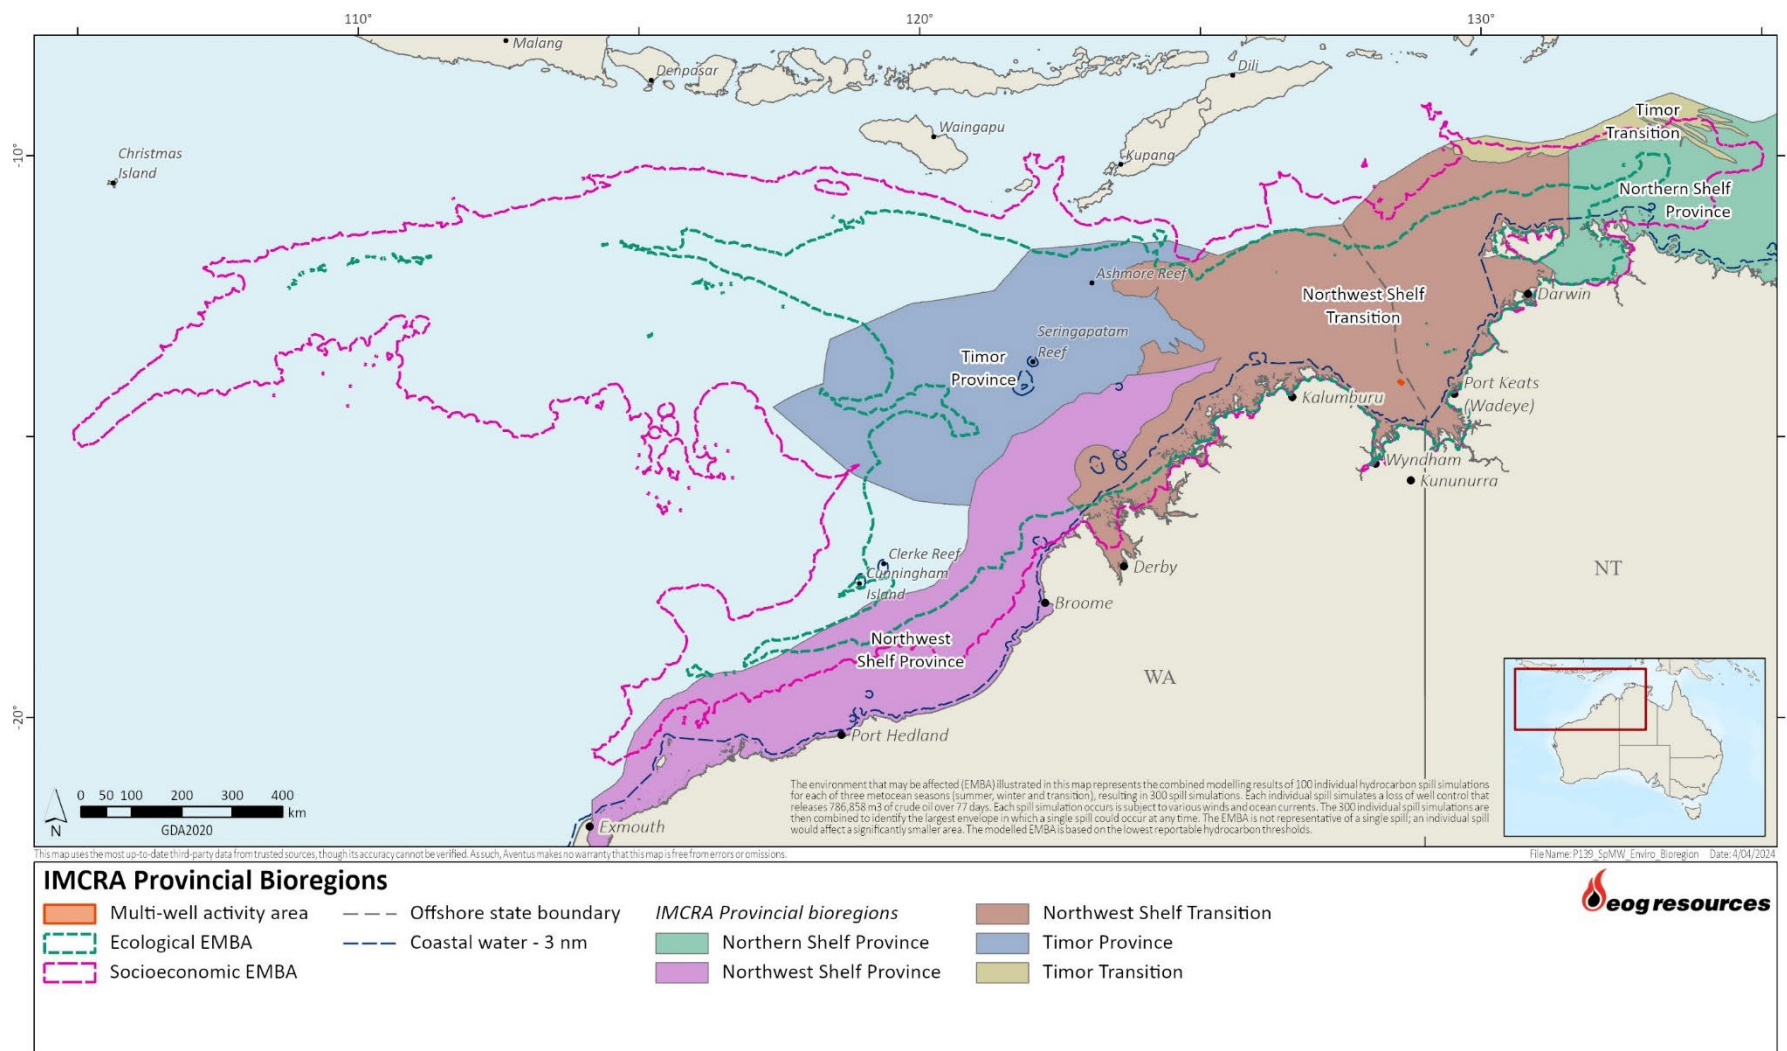 110°
120°
130°
Malang
Denpasar
Dili
Waingapu
Kupang
Timor
Transition
-10°
-10°
Christmas
Island
Northern Shelf
Province
Ashmore Reef
Northwest Shelf
Transition
Darwin
Seringapatam
Reef
Timor
Province
Port Keats
(Wadeye)
Kalumburu
Wyndham
Kununurra
Clerke Reef
Cunningham
Island
Derby
NT
Broome
Northwest
Shelf Province
WA
-20°
-20°
Port Hedland
0 50 100 200 300 400
km
N
GDA2020
Exmouth
The environment that may be affected (EMBA) illustrated in this map represents the combined modelling results of 100 individual hydrocarbon spill simulations
for each of three metocean seasons (summer, winter and transition), resulting in 300 spill simulations. Each individual spill simulates a loss of well control that
releases 786,858 m3 of crude oil over 77 days. Each spill simulation occurs is subject to various winds and ocean currents. The 300 individual spill simulations are
then combined to identify the largest envelope in which a single spill could occur at any time. The EMBA is not representative of a single spill; an individual spill
would affect a significantly smaller area. The modelled EMBA is based on the lowest reportable hydrocarbon thresholds.
This map uses the most up-to-date third-party data from trusted sources, though its accuracy cannot be verified. As such, Aventus makes no warranty that this map is free from errors or omissions.
File Name: P139_SpMW_Enviro_Bioregion Date: 4/04/2024
IMCRA Provincial Bioregions
Multi-well activity area
Ecological EMBA
Socioeconomic EMBA
Offshore state boundary
Coastal water - 3 nm
IMCRA Provincial bioregions
Northern Shelf Province
Northwest Shelf Province
Northwest Shelf Transition
Timor Province
Timor Transition
eog resources